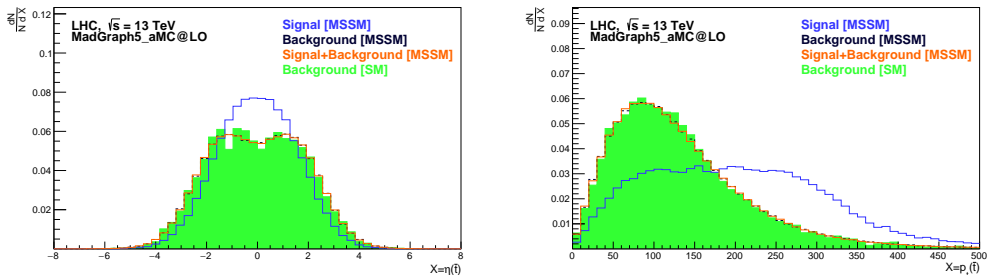 dN
N d X
LHC, √s = 13 TeV
MadGraph5_aMC@LO
Signal [MSSM]
Background [MSSM]
Signal+Background [MSSM]
Background [SM]
0.12
0.1
0.08
0.06
0.04
0.02
−8 −6 −4 −2 0 2 4 6 8
X=η(t̄)
dN
N d X
LHC, √s = 13 TeV
MadGraph5_aMC@LO
Signal [MSSM]
Background [MSSM]
Signal+Background [MSSM]
Background [SM]
0.09
0.08
0.07
0.06
0.05
0.04
0.03
0.02
0.01
0 50 100 150 200 250 300 350 400 450 500
X=p (t̄)